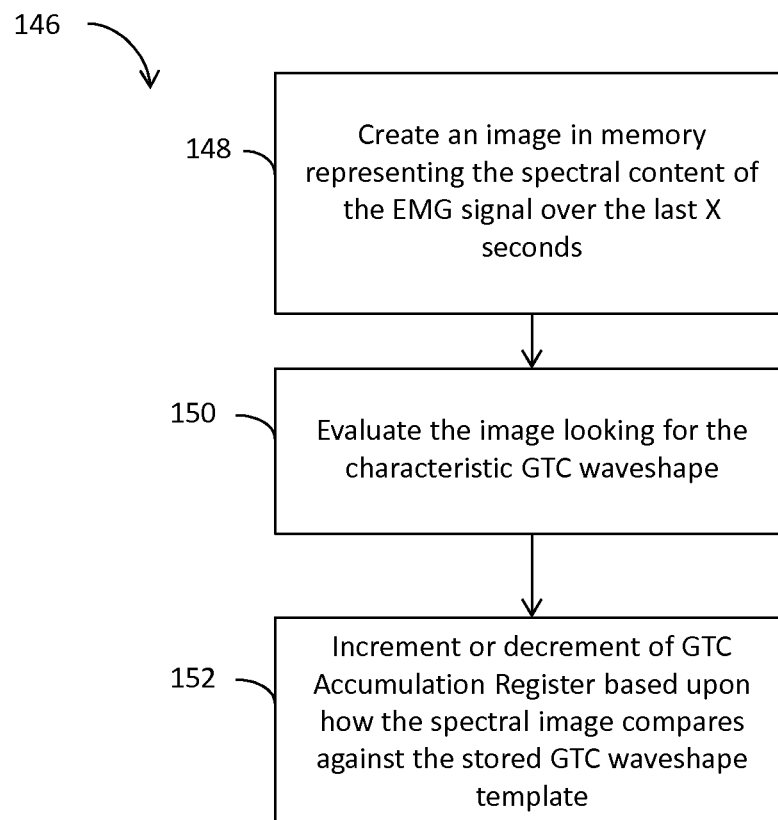 146
148
Create an image in memory
representing the spectral content of
the EMG signal over the last X
seconds
150
Evaluate the image looking for the
characteristic GTC waveshape
152
Increment or decrement of GTC
Accumulation Register based upon
how the spectral image compares
against the stored GTC waveshape
template